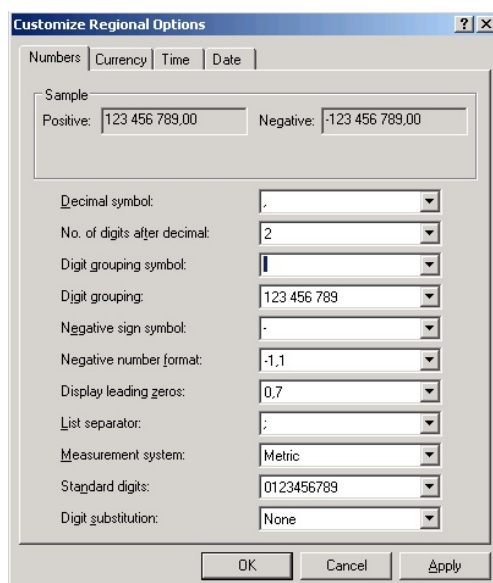 Customize Regional Options
Numbers Currency Time Date
Sample
Positive: 123 456 789,00 Negative: -123 456 789,00
Decimal symbol: ,
No. of digits after decimal: 2
Digit grouping symbol:
Digit grouping: 123 456 789
Negative sign symbol: -
Negative number format: -1,1
Display leading zeros: 0,7
List separator: ;
Measurement system: Metric
Standard digits: 0123456789
Digit substitution: None
OK Cancel Apply